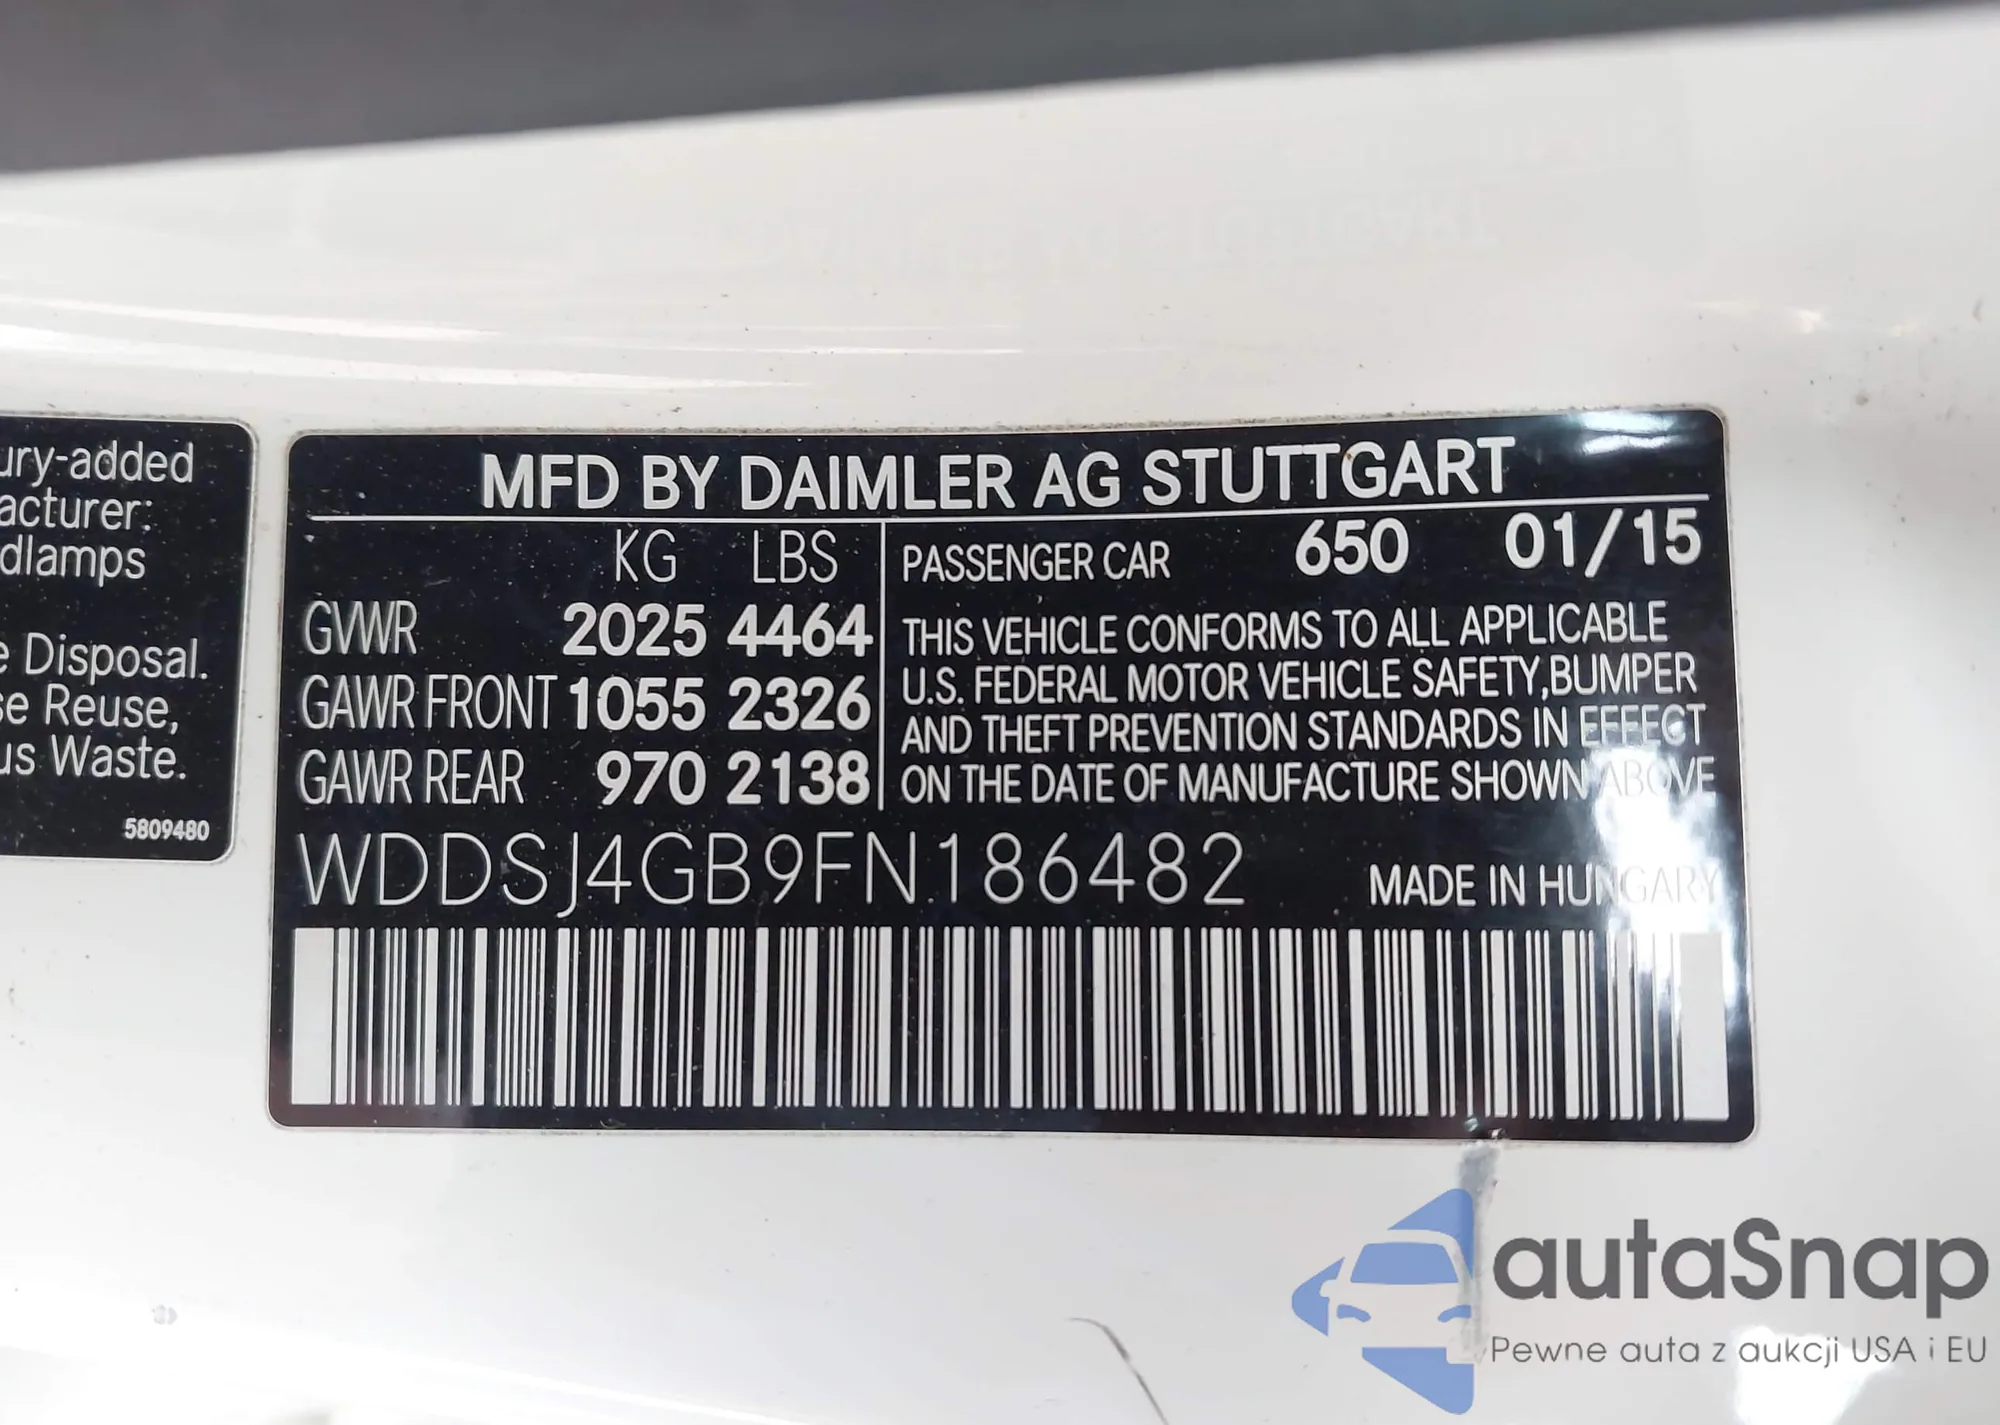 ury-added
acturer:
dlamps
e Disposal.
se Reuse,
us Waste.
5809480
MFD BY DAIMLER AG STUTTGART
KG LBS
GVWR 2025 4464
GAWR FRONT 1055 2326
GAWR REAR 970 2138
PASSENGER CAR 650 01/15
THIS VEHICLE CONFORMS TO ALL APPLICABLE
U.S. FEDERAL MOTOR VEHICLE SAFETY,BUMPER
AND THEFT PREVENTION STANDARDS IN EFFECT
ON THE DATE OF MANUFACTURE SHOWN ABOVE
WDDSJ4GB9FN186482
MADE IN HUNGARY
autaSnap
Pewne auta z aukcji USA i EU